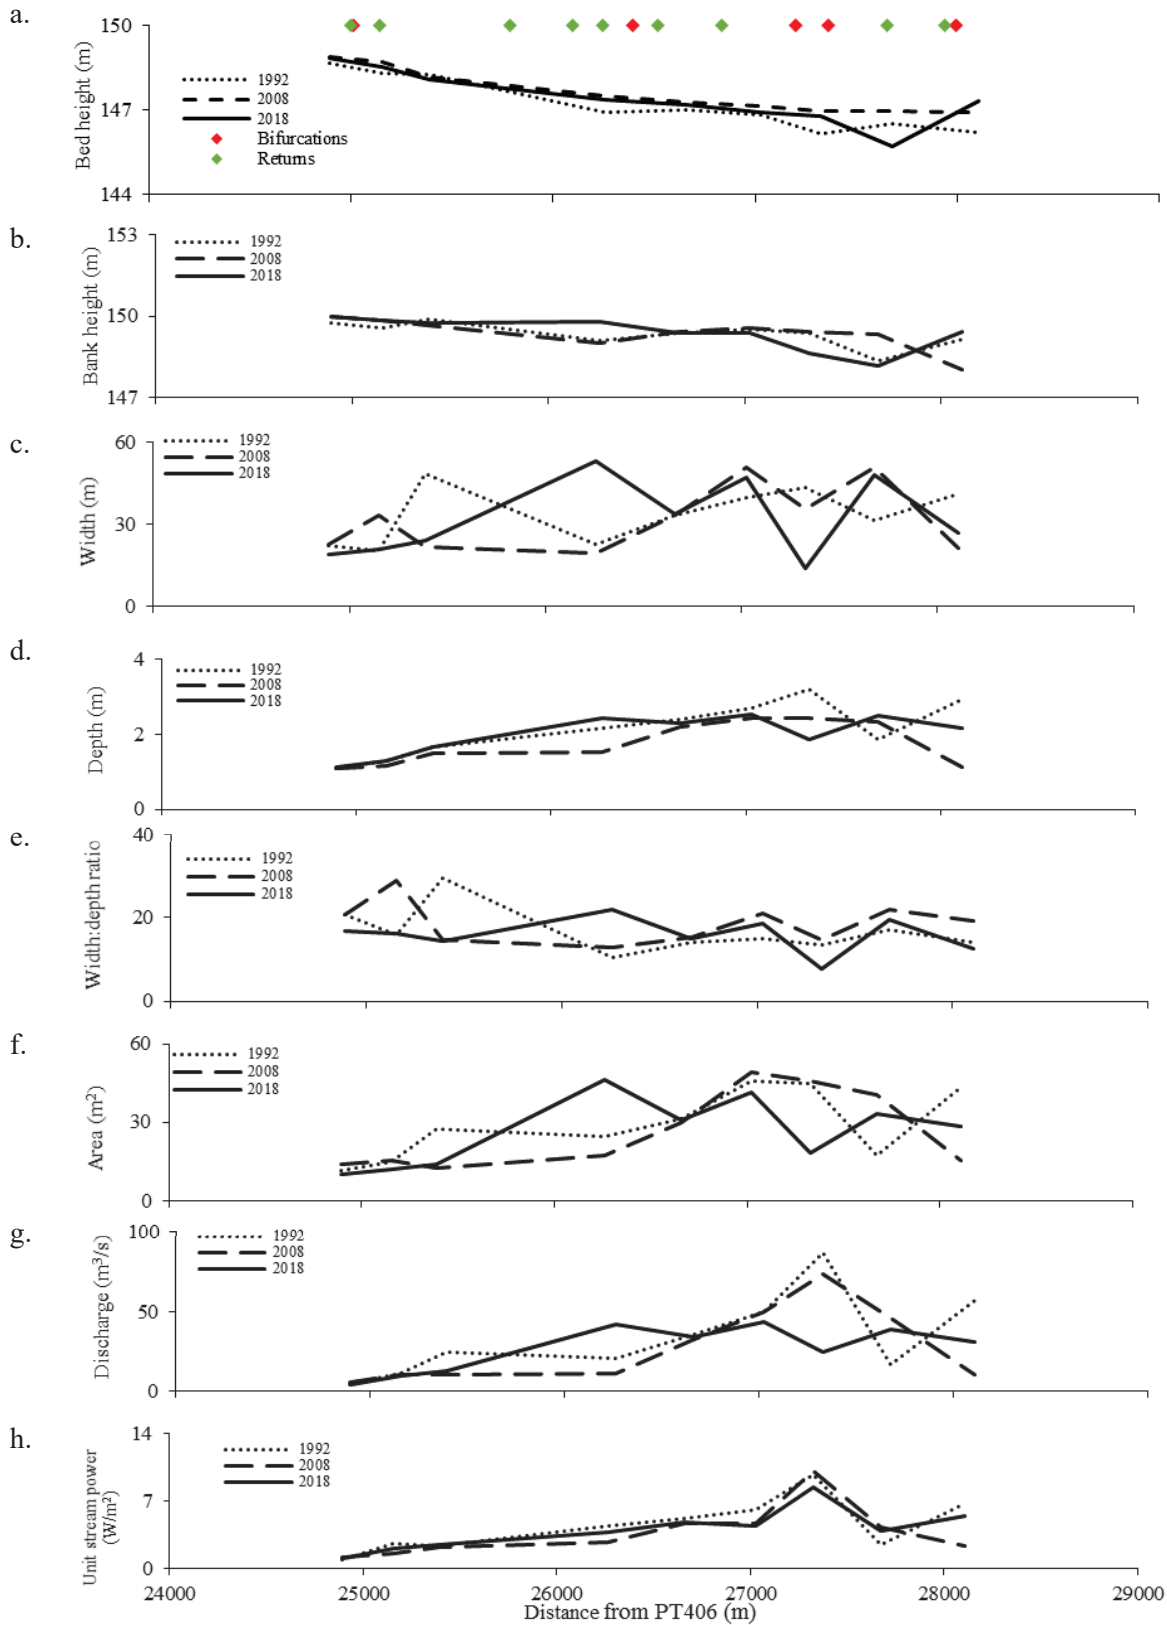 a.
150
147
144
Bed height (m)
1992
2008
2018
Bifurcations
Returns
b.
153
150
147
Bank height (m)
1992
2008
2018
c.
60
30
0
Width (m)
1992
2008
2018
d.
4
2
0
Depth (m)
1992
2008
2018
e.
40
20
0
Width:depth ratio
1992
2008
2018
f.
60
30
0
Area (m²)
1992
2008
2018
g.
100
50
0
Discharge (m³/s)
1992
2008
2018
h.
14
7
0
Unit stream power
(W/m²)
1992
2008
2018
24000 25000 26000 27000 28000 29000
Distance from PT406 (m)